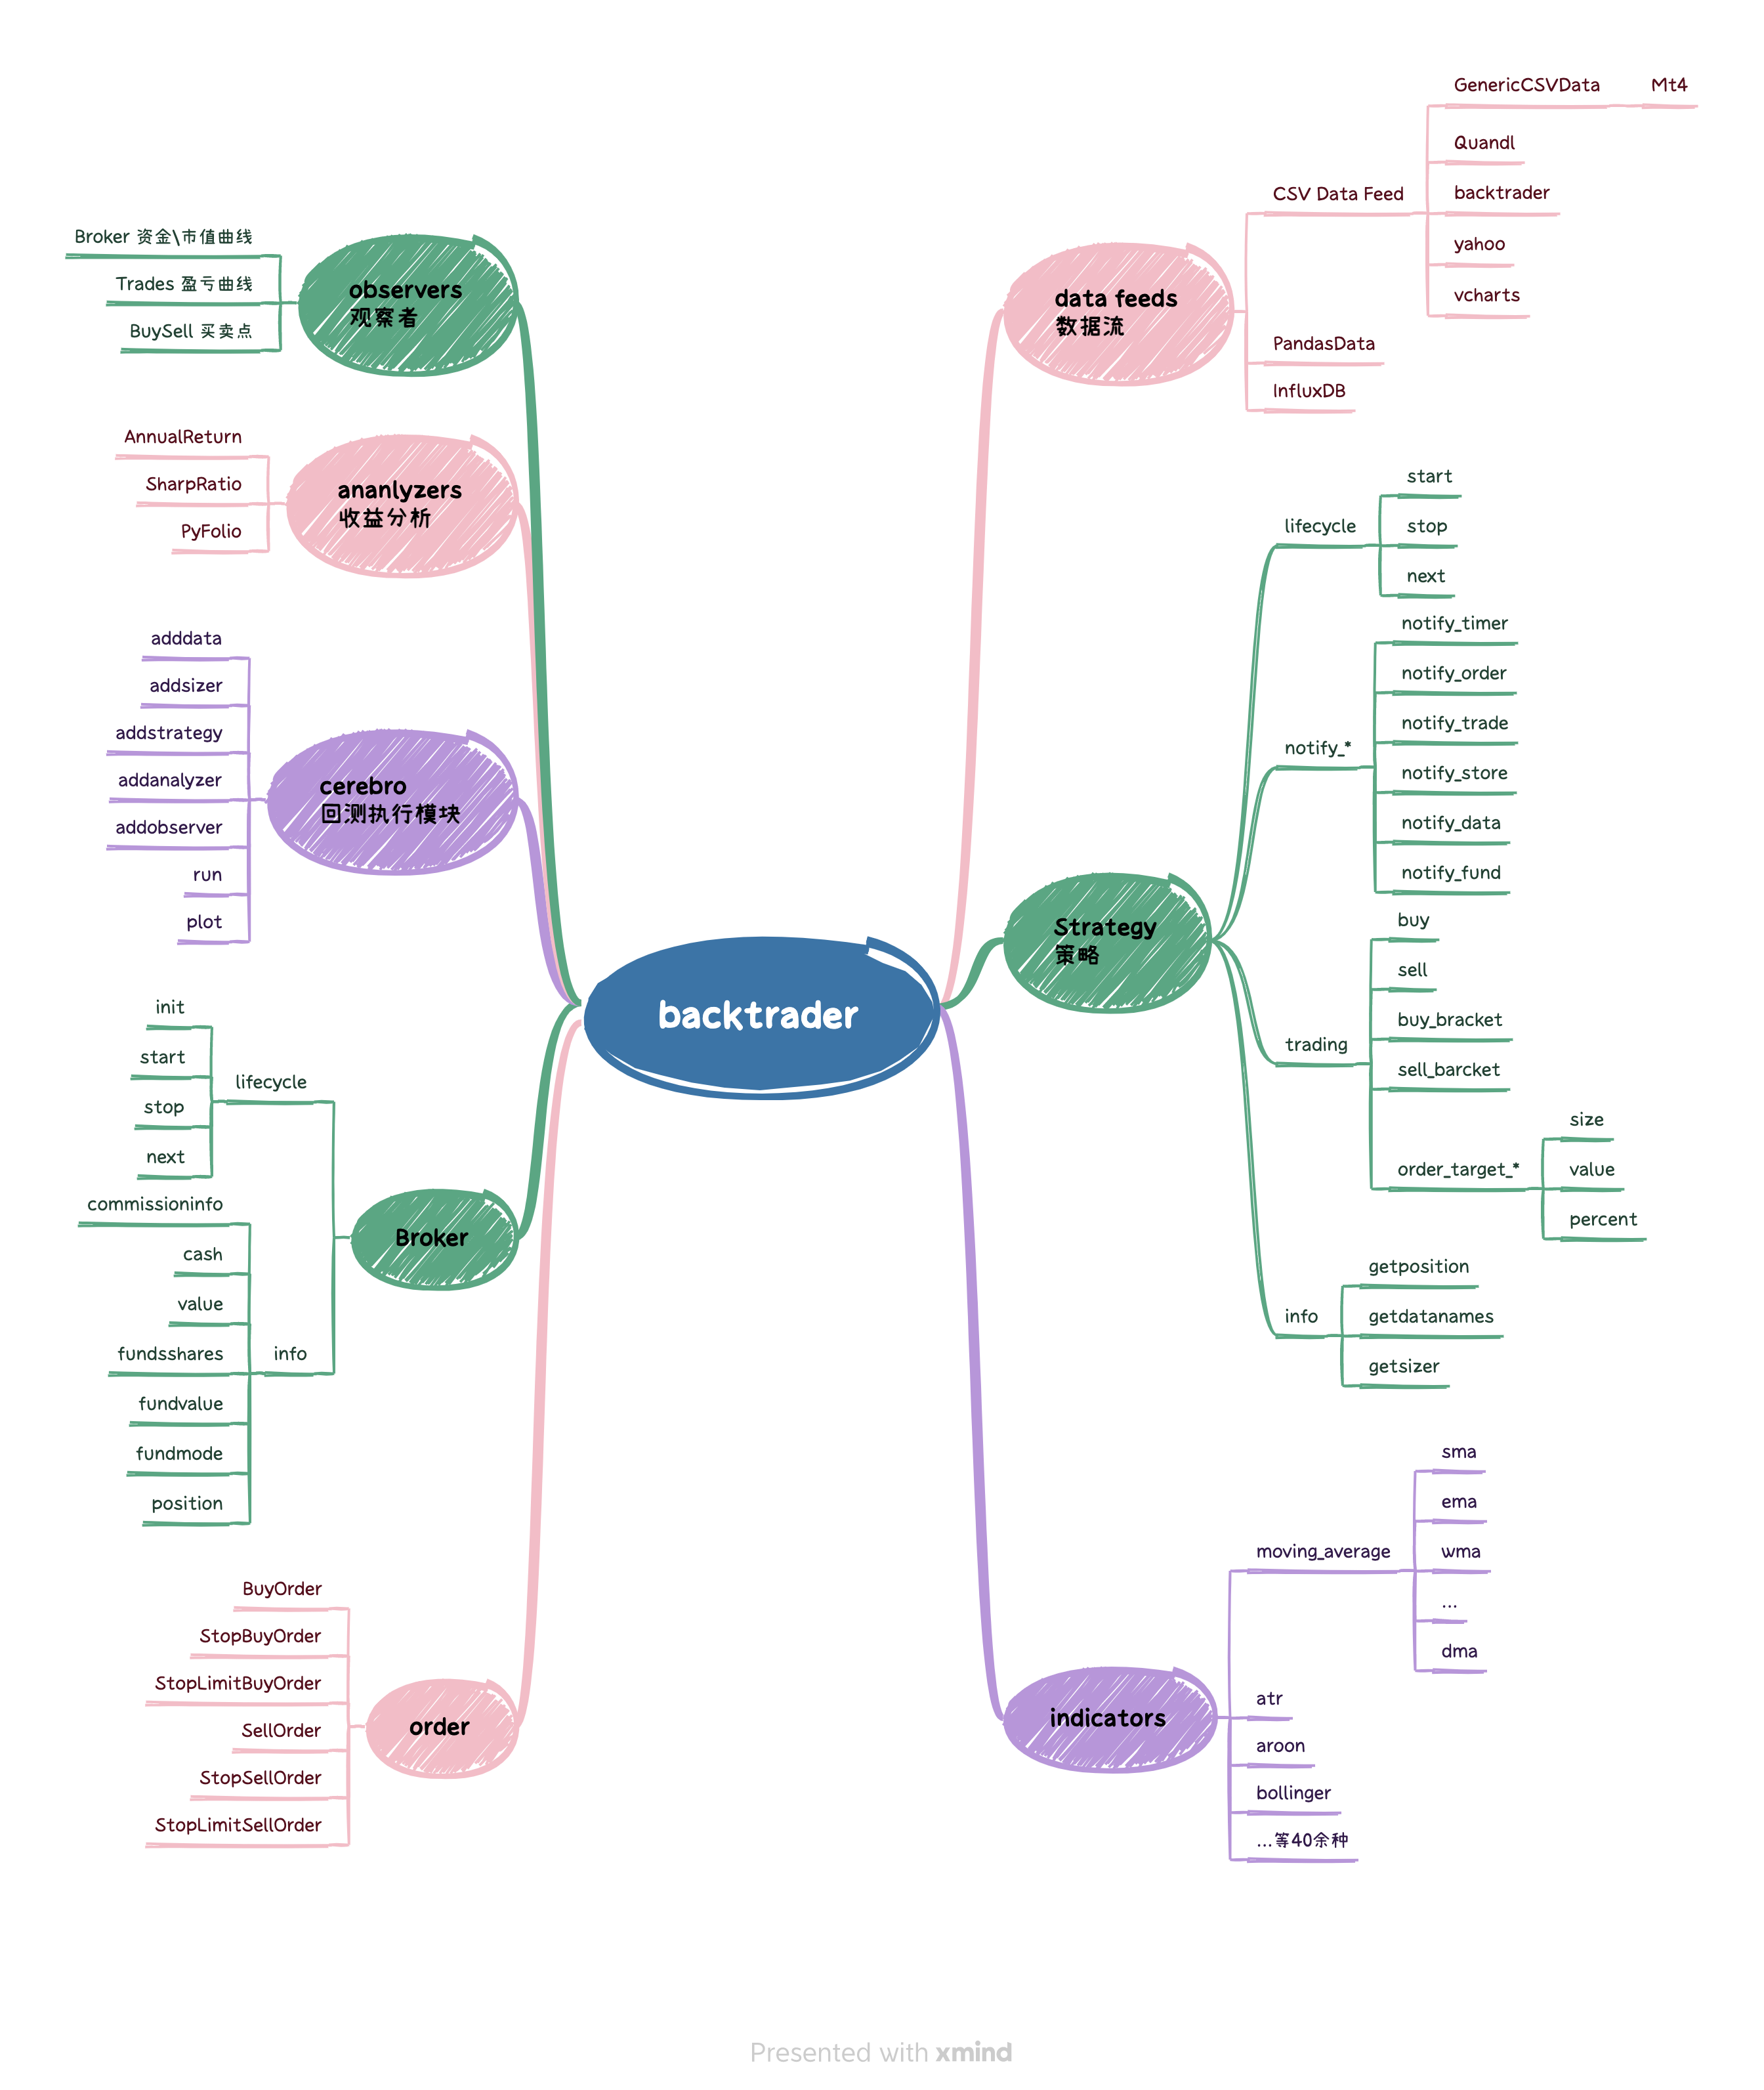 backtrader
data feeds
数据流
CSV Data Feed
GenericCSVData
Mt4
Quandl
backtrader
yahoo
vcharts
PandasData
InfluxDB
Strategy
策略
lifecycle
start
stop
next
notify_*
notify_timer
notify_order
notify_trade
notify_store
notify_data
notify_fund
trading
buy
sell
buy_bracket
sell_barcket
order_target_*
size
value
percent
info
getposition
getdatanames
getsizer
indicators
moving_average
sma
ema
wma
...
dma
atr
aroon
bollinger
...等40余种
observers
观察者
Broker 资金\市值曲线
Trades 盈亏曲线
BuySell 买卖点
ananlyzers
收益分析
AnnualReturn
SharpRatio
PyFolio
cerebro
回测执行模块
adddata
addsizer
addstrategy
addanalyzer
addobserver
run
plot
Broker
lifecycle
init
start
stop
next
info
commissioninfo
cash
value
fundsshares
fundvalue
fundmode
position
order
BuyOrder
StopBuyOrder
StopLimitBuyOrder
SellOrder
StopSellOrder
StopLimitSellOrder
Presented with xmind